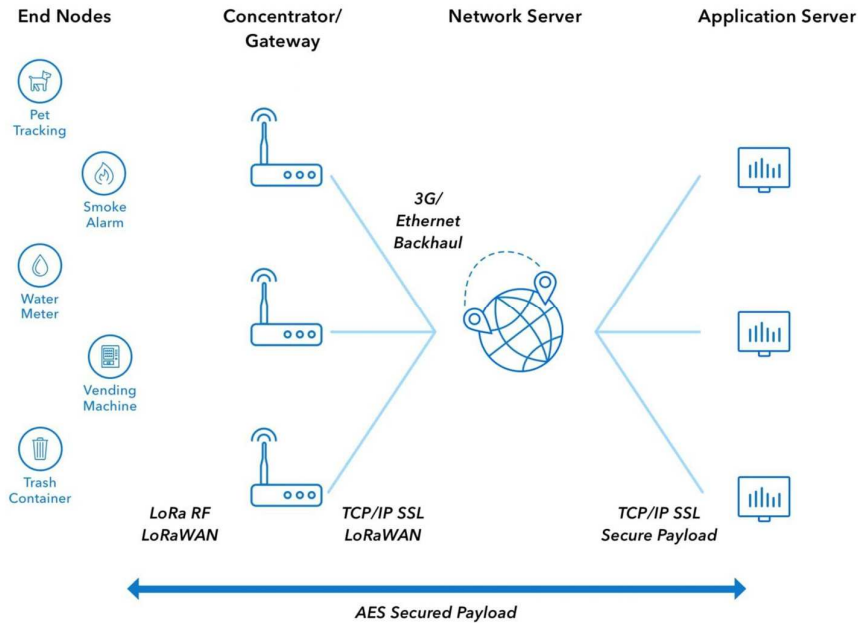 End Nodes
Concentrator/
Gateway
Network Server
Application Server
Pet
Tracking
Smoke
Alarm
Water
Meter
Vending
Machine
Trash
Container
3G/
Ethernet
Backhaul
LoRa RF
LoRaWAN
TCP/IP SSL
LoRaWAN
TCP/IP SSL
Secure Payload
AES Secured Payload